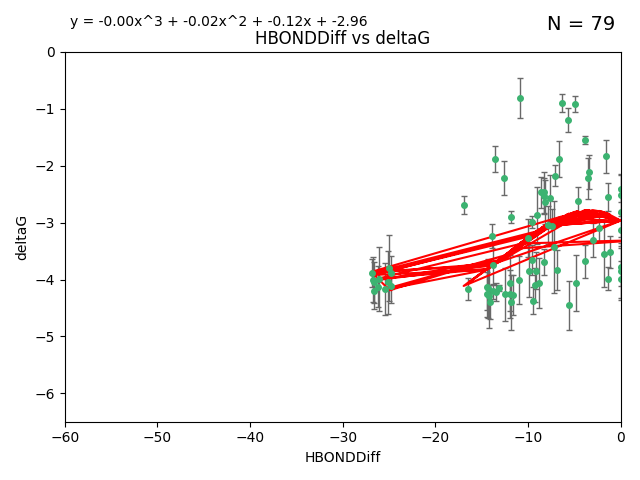 y = -0.00x^3 + -0.02x^2 + -0.12x + -2.96
N = 79
HBONDDiff vs deltaG
0
−1
−2
−3
−4
−5
−6
deltaG
−60 −50 −40 −30 −20 −10 0
HBONDDiff